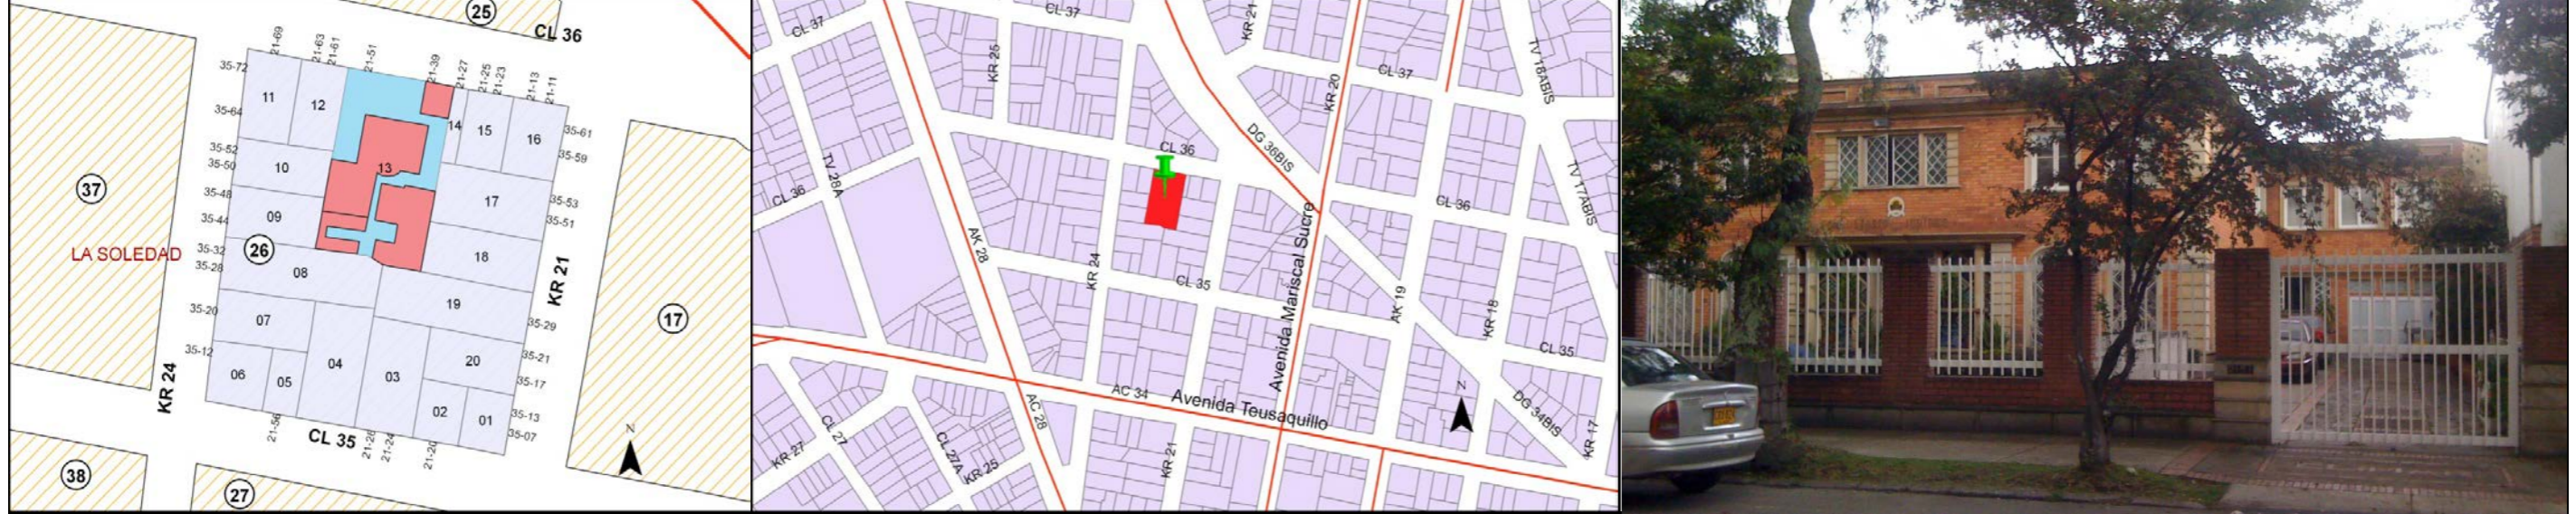 25
CL 36
21-69
21-63
21-61
21-51
21-39
21-27
21-25
21-23
21-13
21-11
35-72
35-64
35-52
35-50
35-48
35-44
35-32
35-28
35-20
35-12
11
12
13
14
15
16
10
09
17
18
08
19
07
04
03
20
06
05
02
01
35-61
35-59
35-53
35-51
35-29
35-21
35-17
35-13
35-07
37
LA SOLEDAD
26
KR 21
17
KR 24
CL 35
21-56
21-26
21-24
21-20
38
27
N
CL 37
CL 37
KR 21
KR 25
KR 20
CL 37
TV 16ABIS
DG 36BIS
CL 36
TV 28A
CL 36
CL 36
TV 17ABIS
AK 28
KR 24
CL 35
Avenida Mariscal Sucre
AK 19
KR 18
CL 35
AC 34
Avenida Teusaquillo
N
AC 28
DG 34BIS
CL 27
KR 27
CL 27A
KR 25
KR 21
KR 17